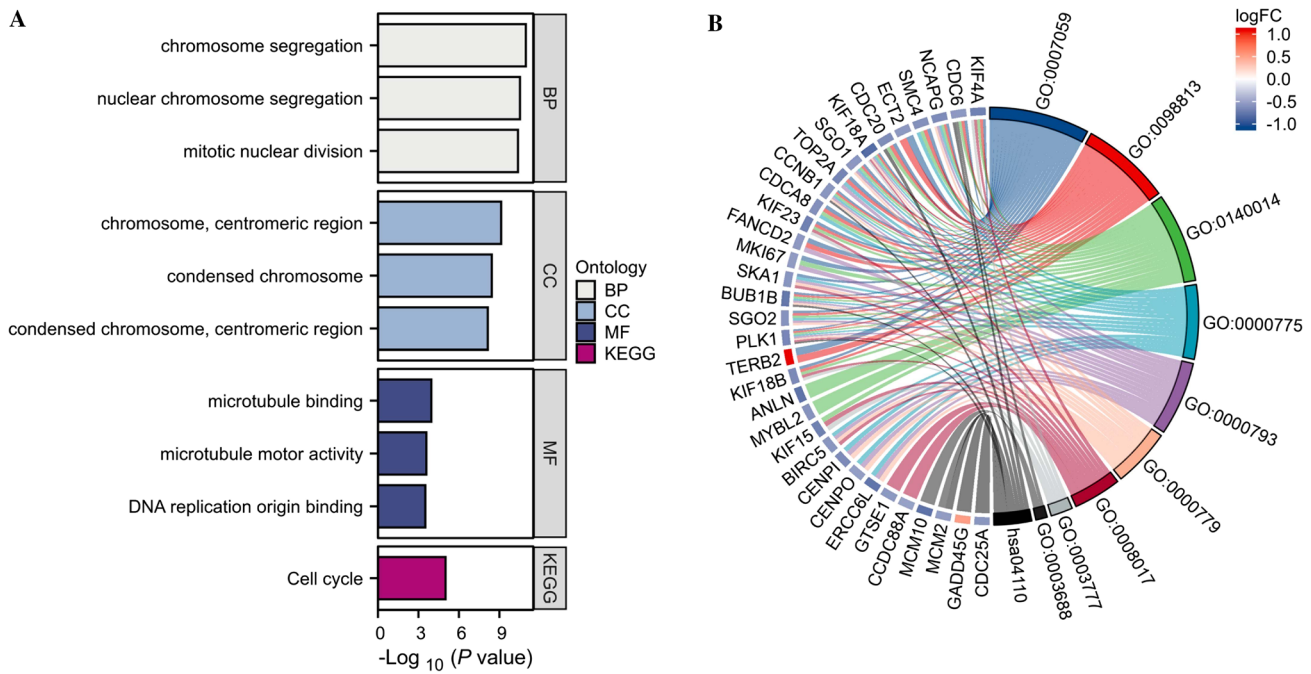 A
chromosome segregation
nuclear chromosome segregation
mitotic nuclear division
BP
chromosome, centromeric region
condensed chromosome
condensed chromosome, centromeric region
CC
microtubule binding
microtubule motor activity
DNA replication origin binding
MF
Cell cycle
KEGG
0 3 6 9
-Log 10 (P value)
Ontology
BP
CC
MF
KEGG
B
KIF4A
CDC6
NCAPG
SMC4
ECT2
CDC20
KIF18A
SGO1
TOP2A
CCNB1
CDCA8
KIF23
FANCD2
MKI67
SKA1
BUB1B
SGO2
PLK1
TERB2
KIF18B
ANLN
MYBL2
KIF15
BIRC5
CENPI
CENPO
ERCC6L
GTSE1
CCDC88A
MCM10
MCM2
GADD45G
CDC25A
GO:0007059
GO:0098813
GO:0140014
GO:0000775
GO:0000793
GO:0000779
GO:0008017
GO:0003777
GO:0003688
hsa04110
logFC
1.0
0.5
0.0
-0.5
-1.0